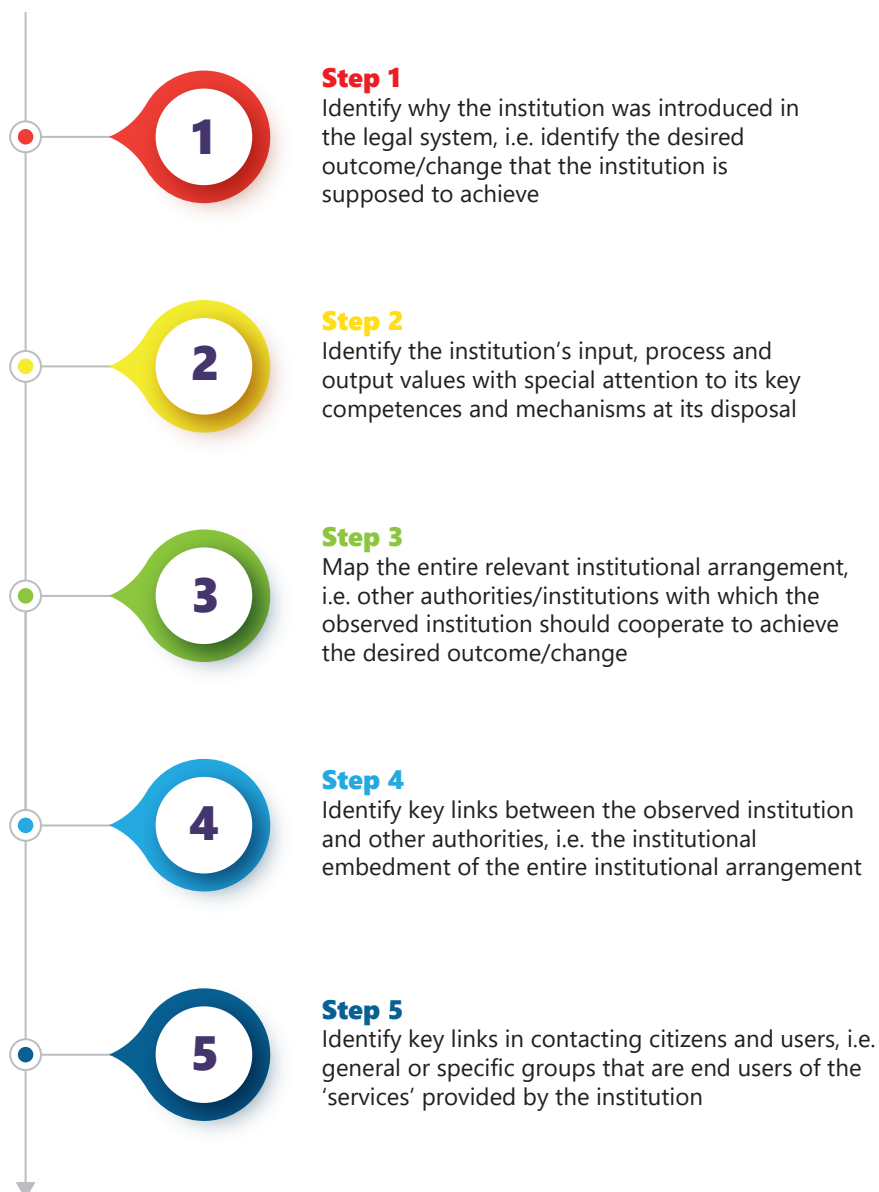 1
Step 1
Identify why the institution was introduced in
the legal system, i.e. identify the desired
outcome/change that the institution is
supposed to achieve
2
Step 2
Identify the institution's input, process and
output values with special attention to its key
competences and mechanisms at its disposal
3
Step 3
Map the entire relevant institutional arrangement,
i.e. other authorities/institutions with which the
observed institution should cooperate to achieve
the desired outcome/change
4
Step 4
Identify key links between the observed institution
and other authorities, i.e. the institutional
embedment of the entire institutional arrangement
5
Step 5
Identify key links in contacting citizens and users, i.e.
general or specific groups that are end users of the
‘services’ provided by the institution